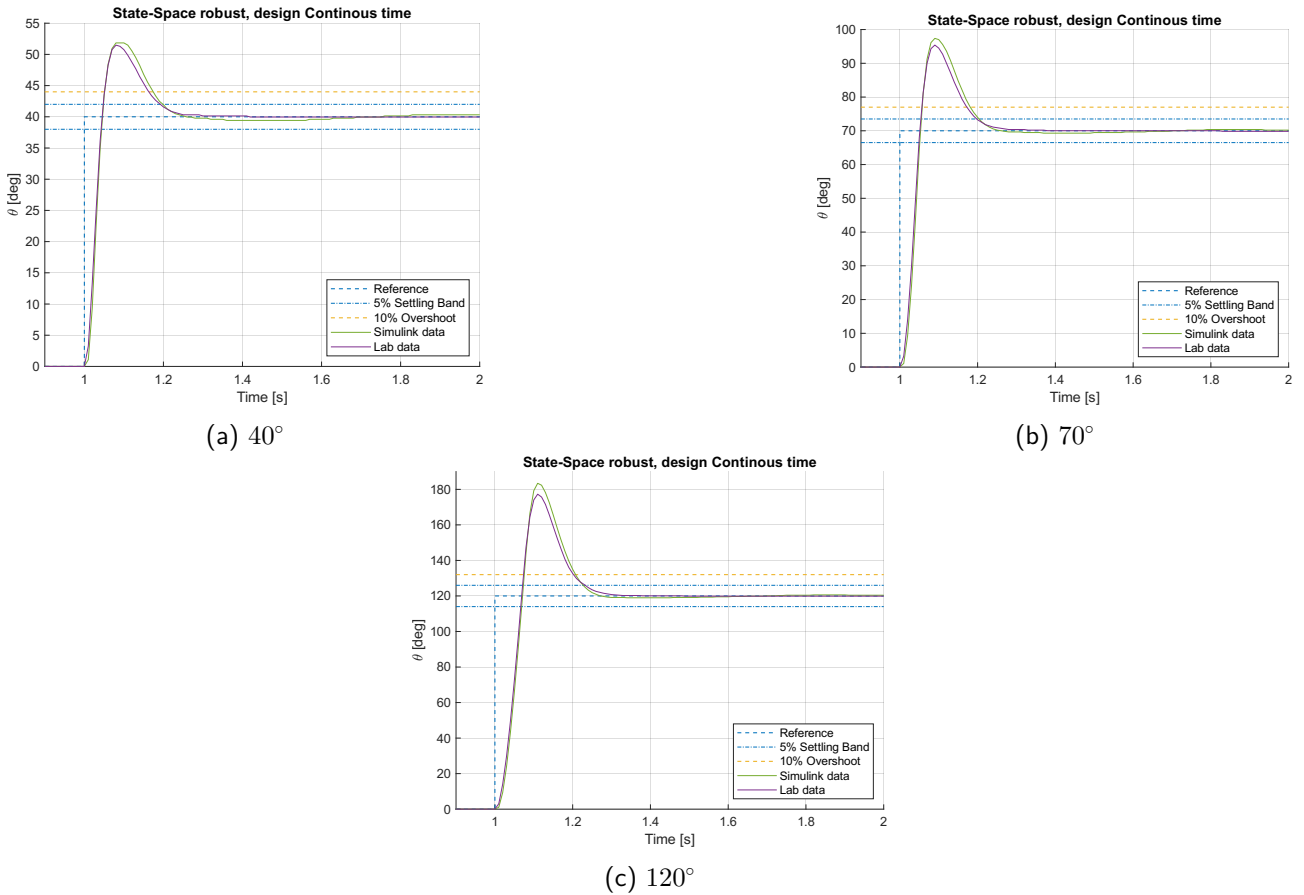 State-Space robust, design Continous time
55
50
45
40
35
30
25
20
15
10
5
0
θ [deg]
1
1.2
1.4
1.6
1.8
2
Time [s]
Reference
5% Settling Band
10% Overshoot
Simulink data
Lab data
(a) 40°
State-Space robust, design Continous time
100
90
80
70
60
50
40
30
20
10
0
θ [deg]
1
1.2
1.4
1.6
1.8
2
Time [s]
Reference
5% Settling Band
10% Overshoot
Simulink data
Lab data
(b) 70°
State-Space robust, design Continous time
180
160
140
120
100
80
60
40
20
0
θ [deg]
1
1.2
1.4
1.6
1.8
2
Time [s]
Reference
5% Settling Band
10% Overshoot
Simulink data
Lab data
(c) 120°